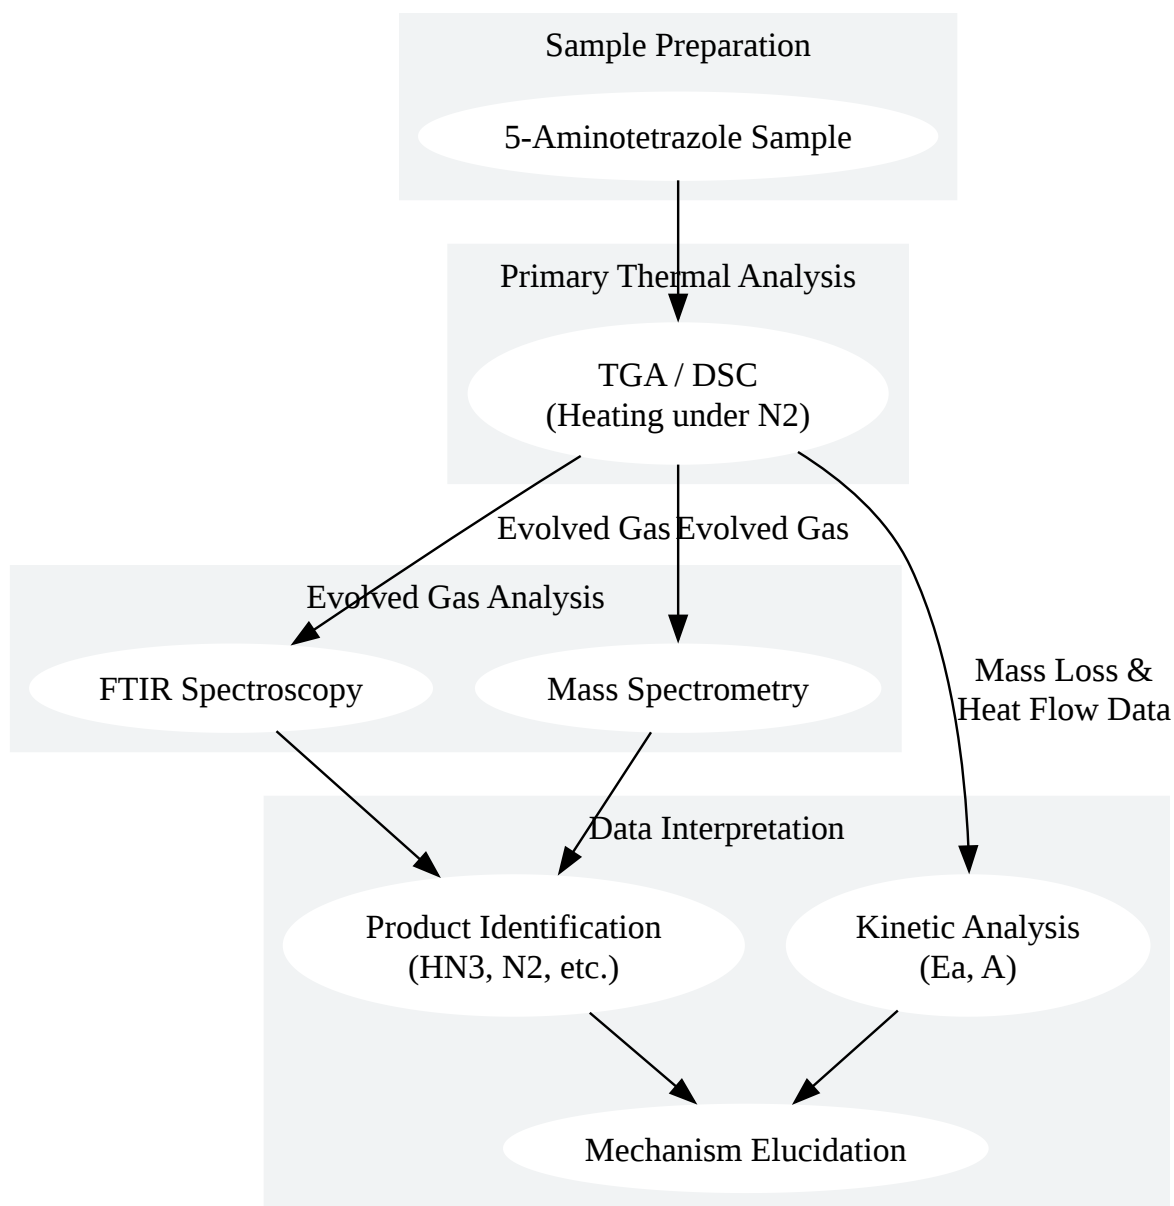 Sample Preparation
5-Aminotetrazole Sample
Primary Thermal Analysis
TGA / DSC
(Heating under N2)
Evolved Gas
Evolved Gas
Evolved Gas Analysis
FTIR Spectroscopy
Mass Spectrometry
Mass Loss &
Heat Flow Data
Data Interpretation
Product Identification
(HN3, N2, etc.)
Kinetic Analysis
(Ea, A)
Mechanism Elucidation